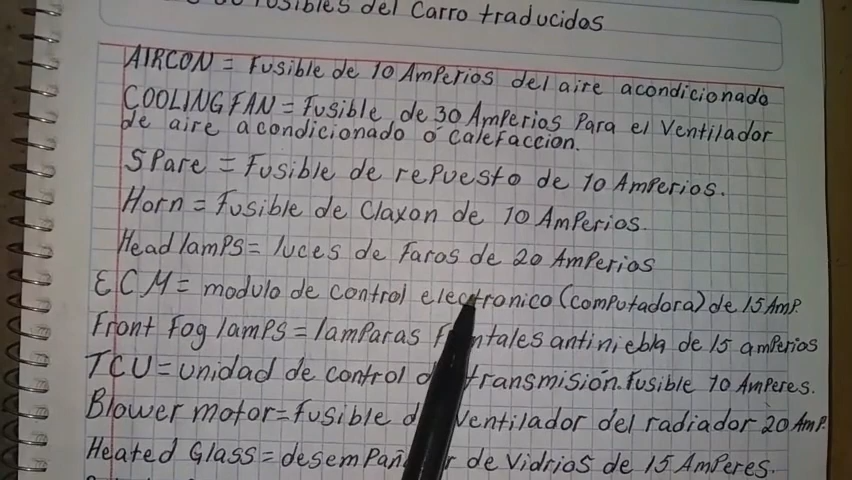 Fusibles del Carro traducidos
AIRCON = Fusible de 10 Amperios del aire acondicionado
COOLING FAN = Fusible de 30 Amperios Para el Ventilador
de aire acondicionado o calefaccion.
SPare = Fusible de repuesto de 10 Amperios.
Horn = Fusible de Claxon de 10 Amperios.
Head lamps = luces de Faros de 20 Amperios
ECM = modulo de control electronico (computadora) de 15 Amp.
Front Fog lamps = lamparas antiniebla de 15 amperios
TCU = unidad de control transmisión. Fusible 10 Amperes.
Blower motor = Fusible Ventilador del radiador 20 Amp.
Heated Glass = de Vidrios de 15 Amperes.